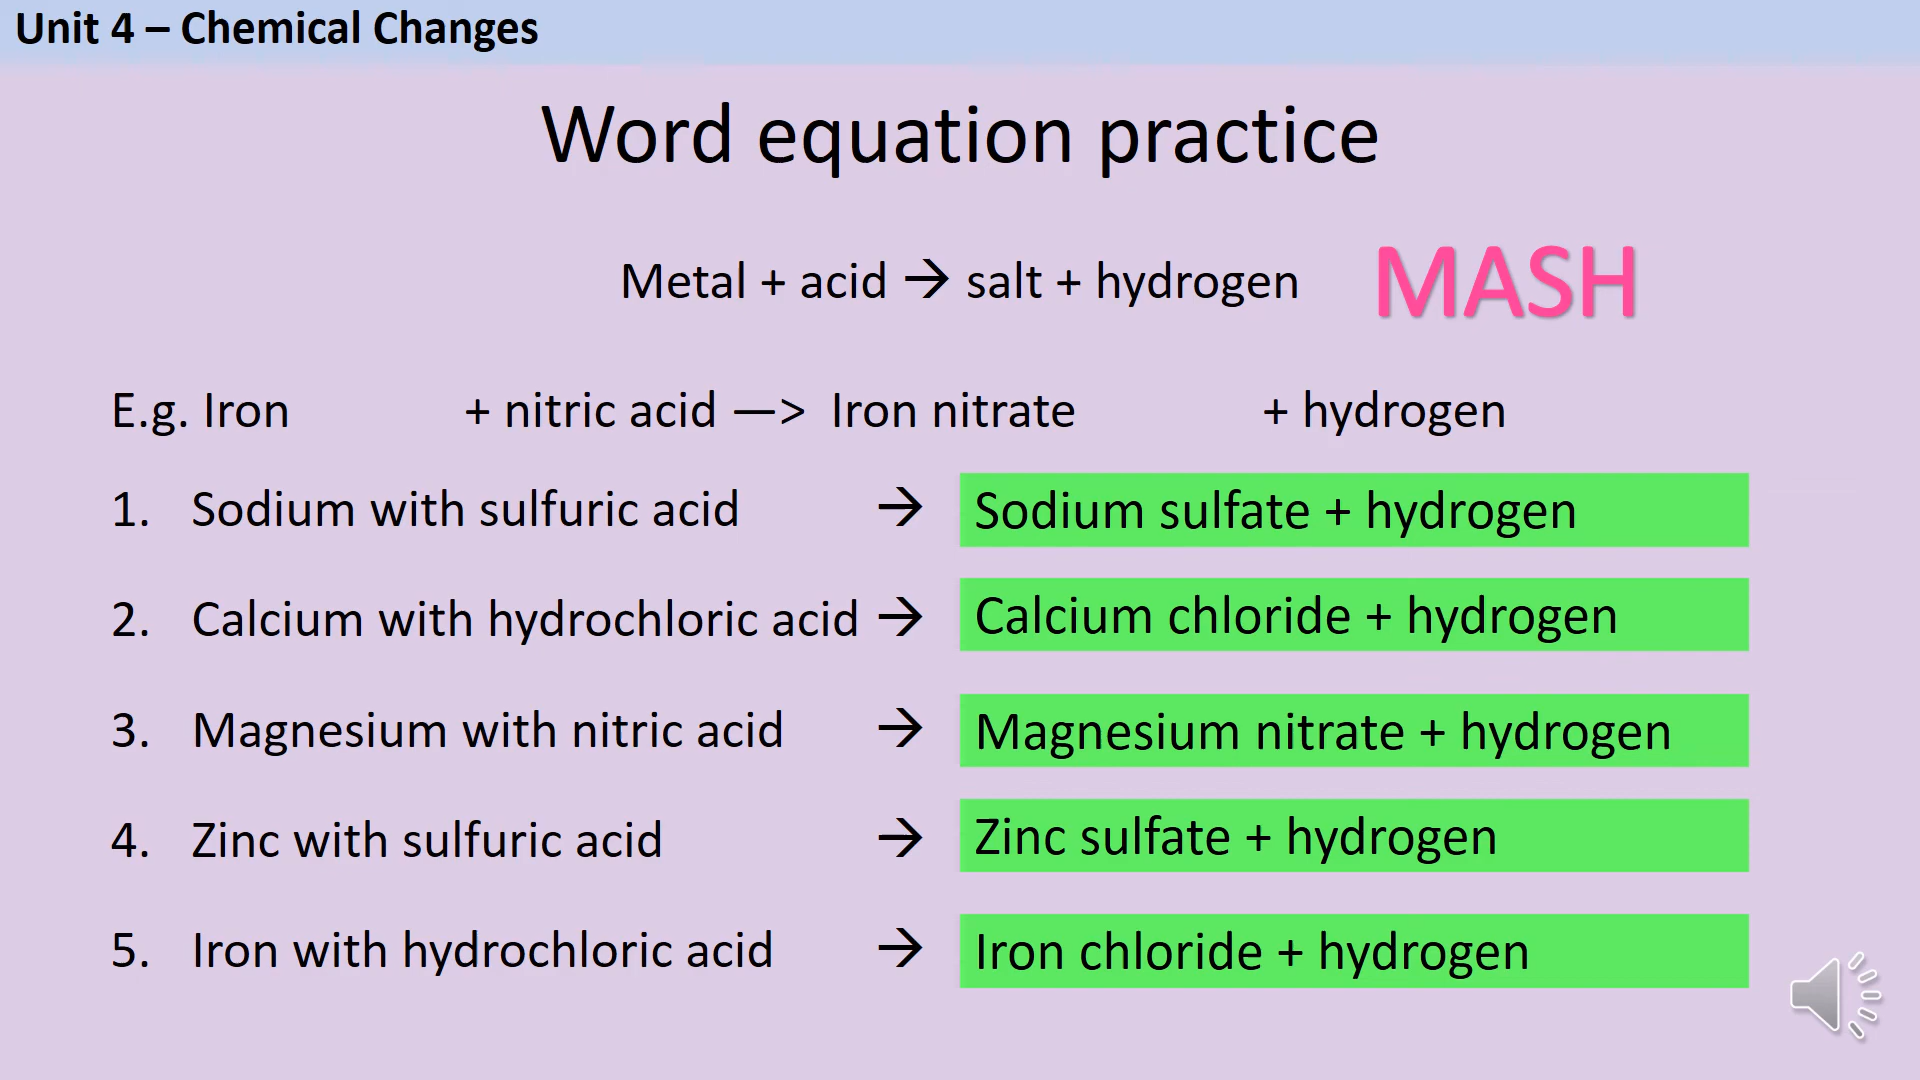 Unit 4 – Chemical Changes
Word equation practice
Metal + acid → salt + hydrogen MASH
E.g. Iron + nitric acid —> Iron nitrate + hydrogen
1. Sodium with sulfuric acid → Sodium sulfate + hydrogen
2. Calcium with hydrochloric acid → Calcium chloride + hydrogen
3. Magnesium with nitric acid → Magnesium nitrate + hydrogen
4. Zinc with sulfuric acid → Zinc sulfate + hydrogen
5. Iron with hydrochloric acid → Iron chloride + hydrogen